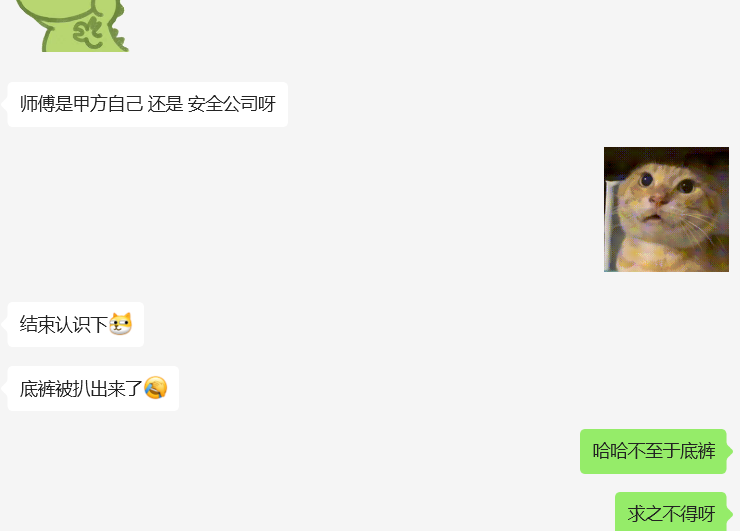 师傅是甲方自己 还是 安全公司呀
结束认识下
底裤被扒出来了
哈哈不至于底裤
求之不得呀